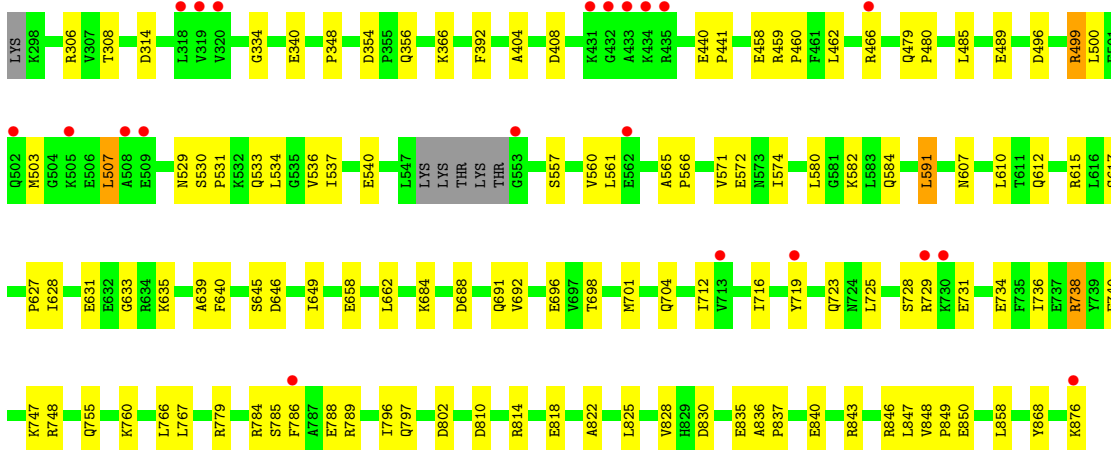 LYS K298 R306 V307 T308 D314 L318 V319 V320 G334 E340 P348 D354 P355 Q356 K366 F392 A404 D408 K431 G432 A433 K434 R435 E440 P441 E458 R459 P460 F461 L462 R466 Q479 P480 L485 E489 D496 R499 L500
Q502 M503 G504 K505 E506 L507 A508 E509 N529 S530 P531 K532 Q533 L534 G535 V536 I537 E540 L547 LYS LYS THR LYS THR G553 S557 V560 L561 E562 A565 P566 V571 E572 N573 I574 L580 G581 K582 L583 Q584 L591 N607 L610 T611 Q612 R615 L616
P627 I628 E631 E632 G633 R634 K635 A639 F640 S645 D646 I649 E658 L662 K684 D688 Q691 V692 E696 V697 T698 M701 Q704 I712 V713 I716 Y719 Q723 N724 L725 S728 R729 K730 E731 E734 F735 I736 E737 R738 Y739
K747 R748 Q755 K760 L766 L767 R779 R784 S785 F786 A787 E788 R789 I796 Q797 D802 D810 R814 E818 A822 L825 V828 H829 D830 E835 A836 P837 E840 R843 R846 L847 V848 P849 E850 L858 Y868 K876